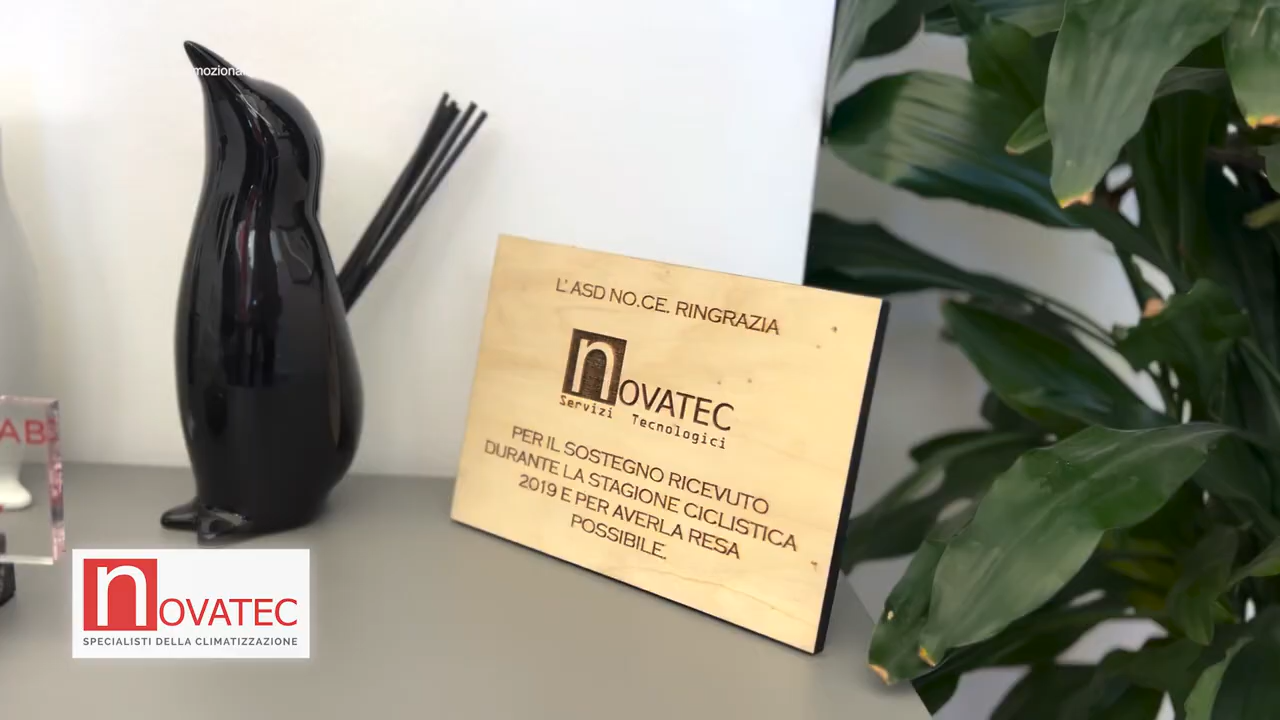 L'ASD NO.CE. RINGRAZIA
nOVATEC
Servizi Tecnologici
PER IL SOSTEGNO RICEVUTO
DURANTE LA STAGIONE CICLISTICA
2019 E PER AVERLA RESA
POSSIBILE.
AB
nOVATEC
SPECIALISTI DELLA CLIMATIZZAZIONE